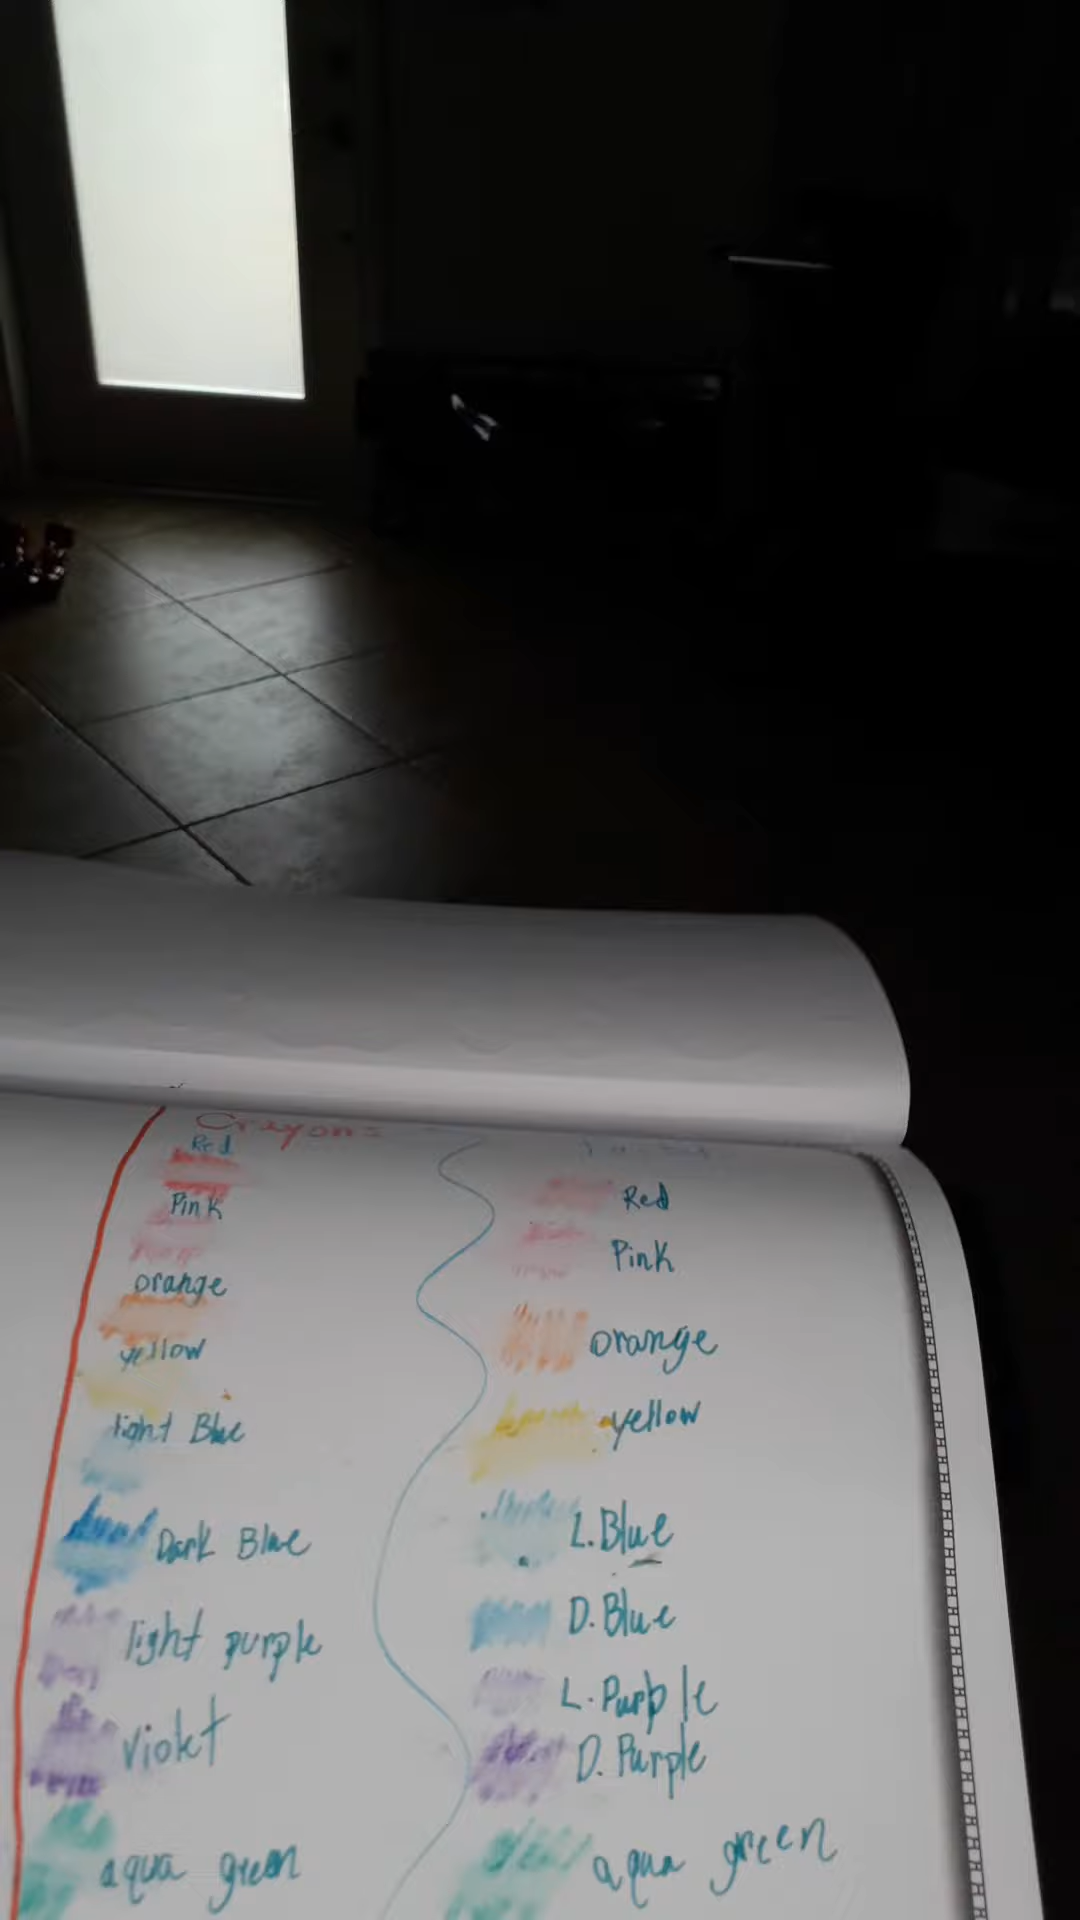 Crayons
Red
Pink
orange
yellow
light Blue
Dark Blue
light purple
violet
aqua green
Red
Pink
orange
yellow
L. Blue
D. Blue
L. Purple
D. Purple
aqua green